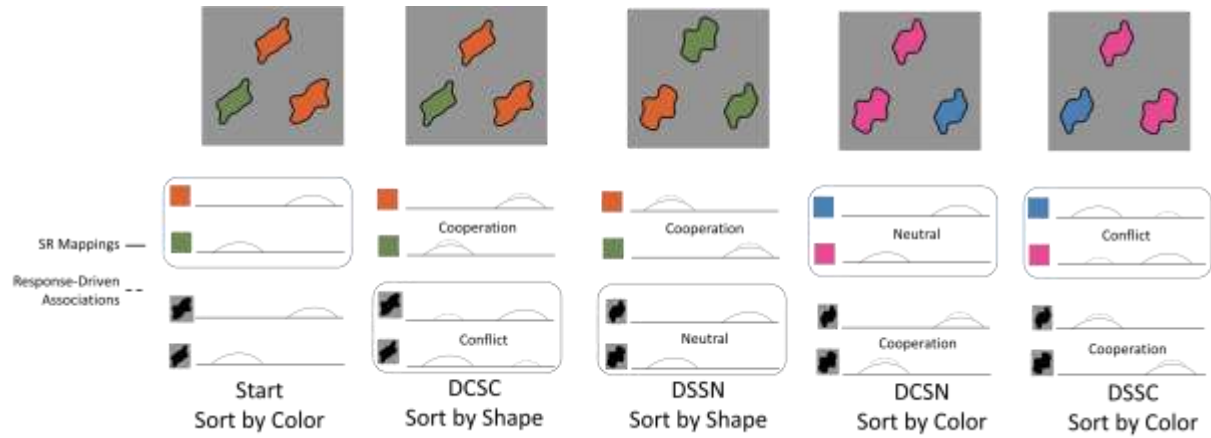 SR Mappings
Response-Driven
Associations
Cooperation
Cooperation
Neutral
Conflict
Conflict
Neutral
Cooperation
Cooperation
Start
Sort by Color
DCSC
Sort by Shape
DSSN
Sort by Shape
DCSN
Sort by Color
DSSC
Sort by Color